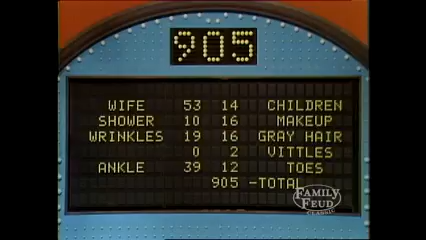 905
WIFE 53 14 CHILDREN
SHOWER 10 16 MAKEUP
WRINKLES 19 16 GRAY HAIR
0 2 VITTLES
ANKLE 39 12 TOES
905 -TOTAL
FAMILY
FEUD
CLASSIC